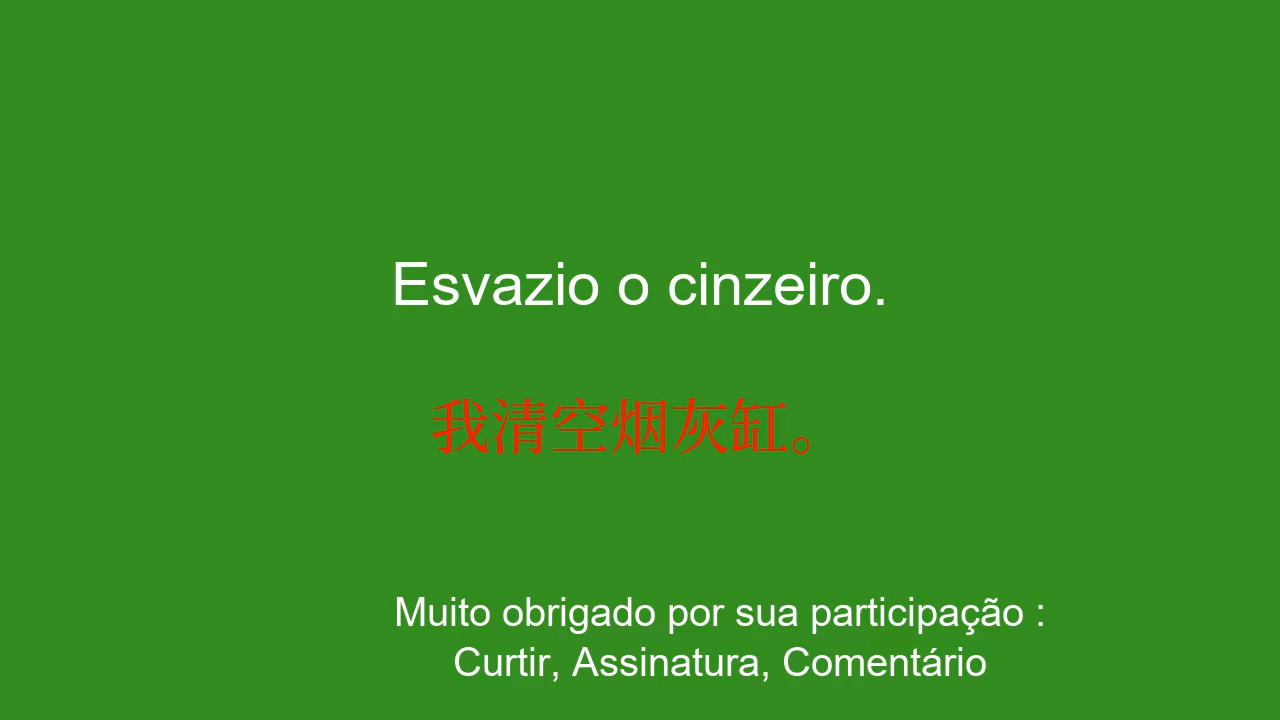 Esvazio o cinzeiro.
我清空烟灰缸。
Muito obrigado por sua participação :
Curtir, Assinatura, Comentário